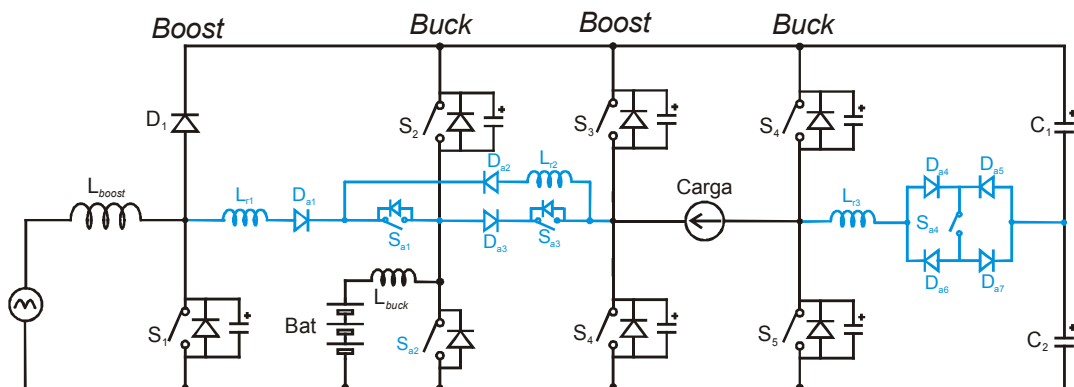 Boost
Buck
Boost
Buck
D1
S2
S3
S4
C1
Da2
Lr2
Da4
Da5
Lboost
Lr1
Da1
Carga
Lr3
Sa4
Sa1
Da3
Sa3
Da6
Da7
Lbuck
S1
Bat
Sa2
S4
S5
C2